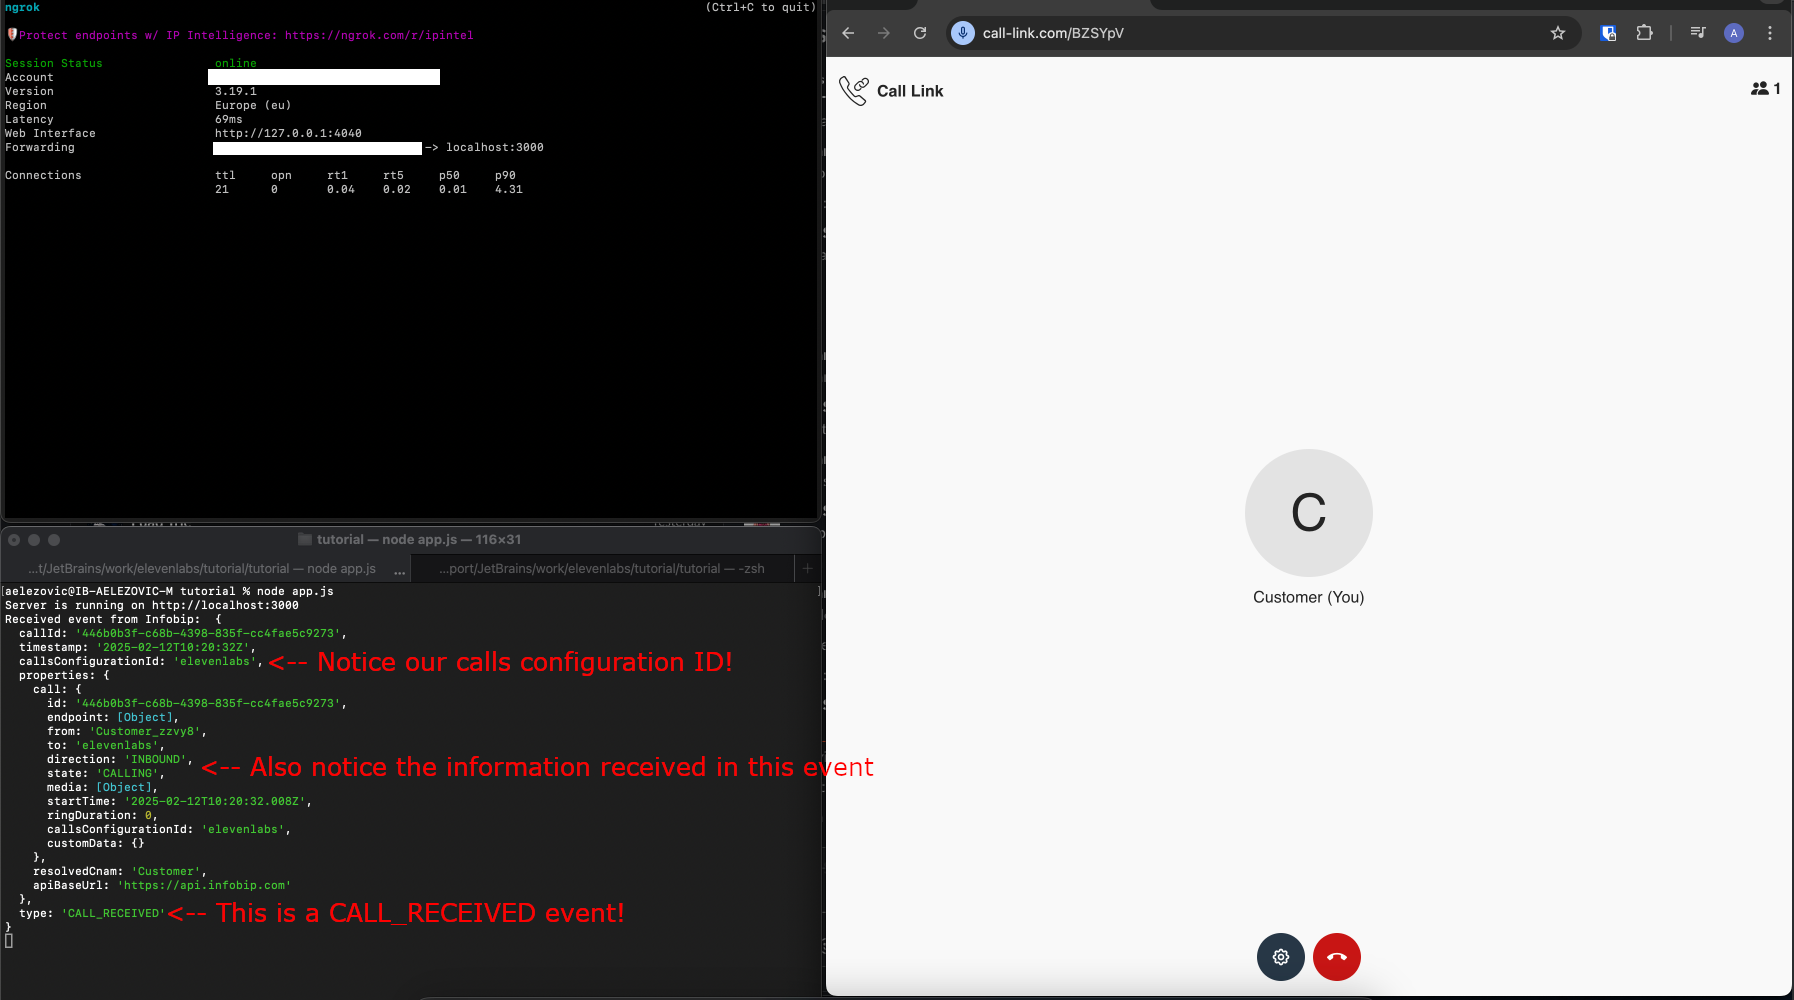 ngrok
(Ctrl+C to quit)
Protect endpoints w/ IP Intelligence: https://ngrok.com/r/ipintel
Session Status online
Account
Version 3.19.1
Region Europe (eu)
Latency 69ms
Web Interface http://127.0.0.1:4040
Forwarding -> localhost:3000
Connections ttl opn rt1 rt5 p50 p90
21 0 0.04 0.02 0.01 4.31
tutorial — node app.js — 116×31
...t/JetBrains/work/elevenlabs/tutorial/tutorial — node app.js ...
...port/JetBrains/work/elevenlabs/tutorial/tutorial — -zsh +
[aelezovic@IB-AELEZOVIC-M tutorial % node app.js ]
Server is running on http://localhost:3000
Received event from Infobip: {
callId: '446b0b3f-c68b-4398-835f-cc4fae5c9273',
timestamp: '2025-02-12T10:20:32Z',
callsConfigurationId: 'elevenlabs', <-- Notice our calls configuration ID!
properties: {
call: {
id: '446b0b3f-c68b-4398-835f-cc4fae5c9273',
endpoint: [Object],
from: 'Customer_zzvy8',
to: 'elevenlabs',
direction: 'INBOUND', <-- Also notice the information received in this event
state: 'CALLING',
media: [Object],
startTime: '2025-02-12T10:20:32.008Z',
ringDuration: 0,
callsConfigurationId: 'elevenlabs',
customData: {}
},
resolvedCnam: 'Customer',
apiBaseUrl: 'https://api.infobip.com'
},
type: 'CALL_RECEIVED' <-- This is a CALL_RECEIVED event!
}
call-link.com/BZSYpV
A
Call Link
1
C
Customer (You)